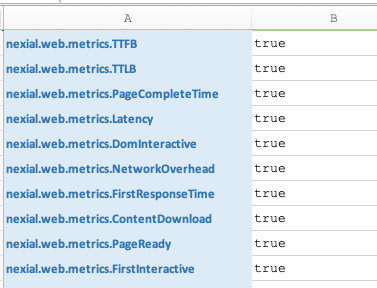 A B
nexial.web.metrics.TTFB true
nexial.web.metrics.TTLB true
nexial.web.metrics.PageCompleteTime true
nexial.web.metrics.Latency true
nexial.web.metrics.DomInteractive true
nexial.web.metrics.NetworkOverhead true
nexial.web.metrics.FirstResponseTime true
nexial.web.metrics.ContentDownload true
nexial.web.metrics.PageReady true
nexial.web.metrics.FirstInteractive true